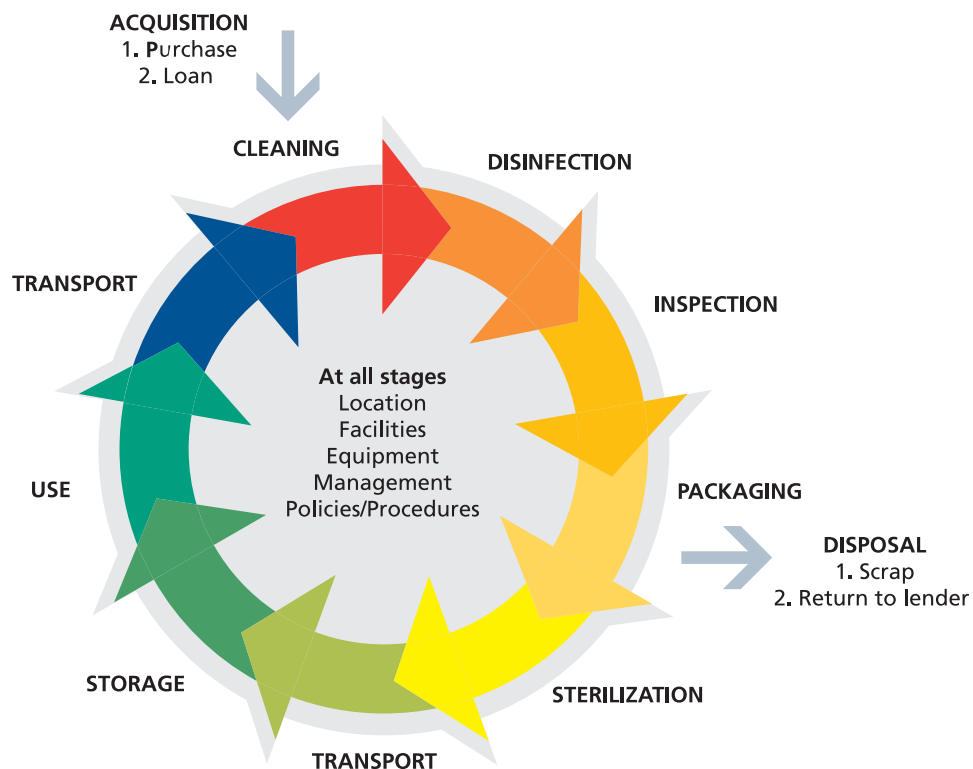 ACQUISITION
1. Purchase
2. Loan
CLEANING
DISINFECTION
INSPECTION
PACKAGING
DISPOSAL
1. Scrap
2. Return to lender
STERILIZATION
TRANSPORT
STORAGE
USE
TRANSPORT
At all stages
Location
Facilities
Equipment
Management
Policies/Procedures